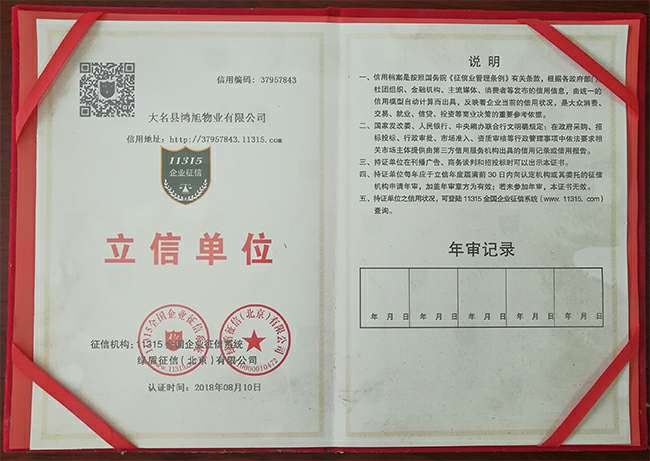 信用编码: 37957843
大名县鸿旭物业有限公司
信用地址: http://37957843.11315.com
11315
企业征信
立信单位
征信机构: 11315 全国企业征信系统
绿盾征信(北京)有限公司
认证时间: 2018年08月10日
说明
一、信用档案是按照国务院《征信业管理条例》有关条款,根据各政府部门、
社团组织、金融机构、主流媒体、消费者等发布的信用信息,由统一的
信用模型自动计算而出具,反映著企业当前的信用状况,是大众消费、
交易、就业、信贷、投资等商业决策的重要参考依据。
二、国家发改委、人民银行、中央网办联合行文明确规定:在政府采购、招标
投标、行政审批、市场准入、资质审核等行政管理事项中依法要求相
关市场主体提供由第三方信用服务机构出具的信用记录或信用报告。
三、持证单位在刊播广告、商务谈判和招投标时可以出示本证书。
四、持证单位每年应于立信年度届满前30日内向认定机构或其委托的征信
机构申请年审,加盖年审章方为有效;若未参加年审,本证书无效。
五、持证单位之信用状况,可登陆11315全国企业征信系统(www.11315.com)
查询。
年审记录
年 月 日 年 月 日 年 月 日 年 月 日 年 月 日